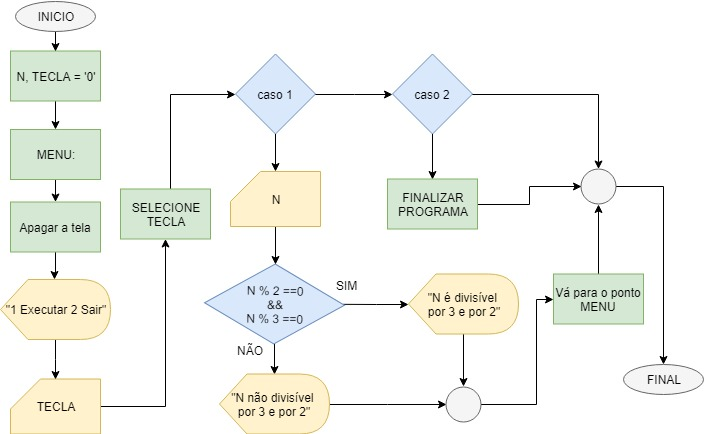 INICIO
N, TECLA = '0'
MENU:
Apagar a tela
"1 Executar 2 Sair"
TECLA
SELECIONE
TECLA
caso 1
N
N % 2 ==0
&&
N % 3 ==0
SIM
NÃO
"N é divisível
por 3 e por 2"
"N não divisível
por 3 e por 2"
caso 2
FINALIZAR
PROGRAMA
Vá para o ponto
MENU
FINAL